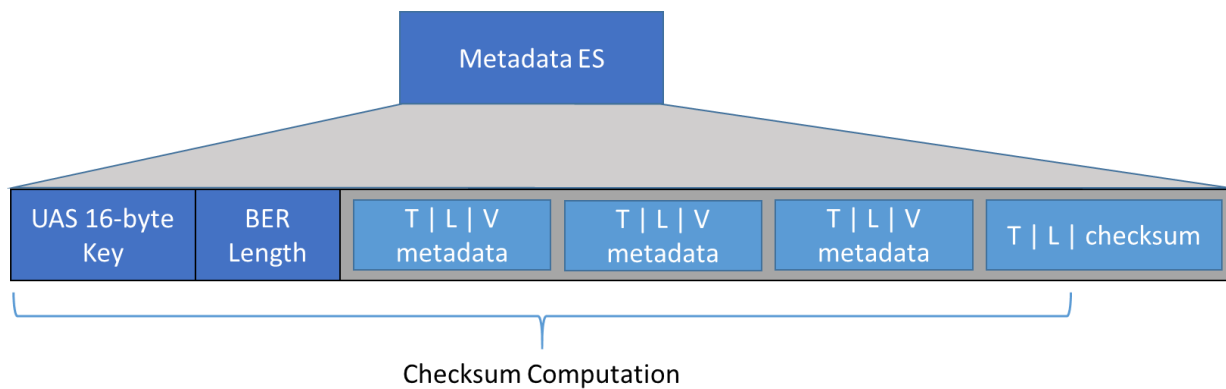 Metadata ES
UAS 16-byte
Key
BER
Length
T | L | V
metadata
T | L | V
metadata
T | L | V
metadata
T | L | checksum
Checksum Computation